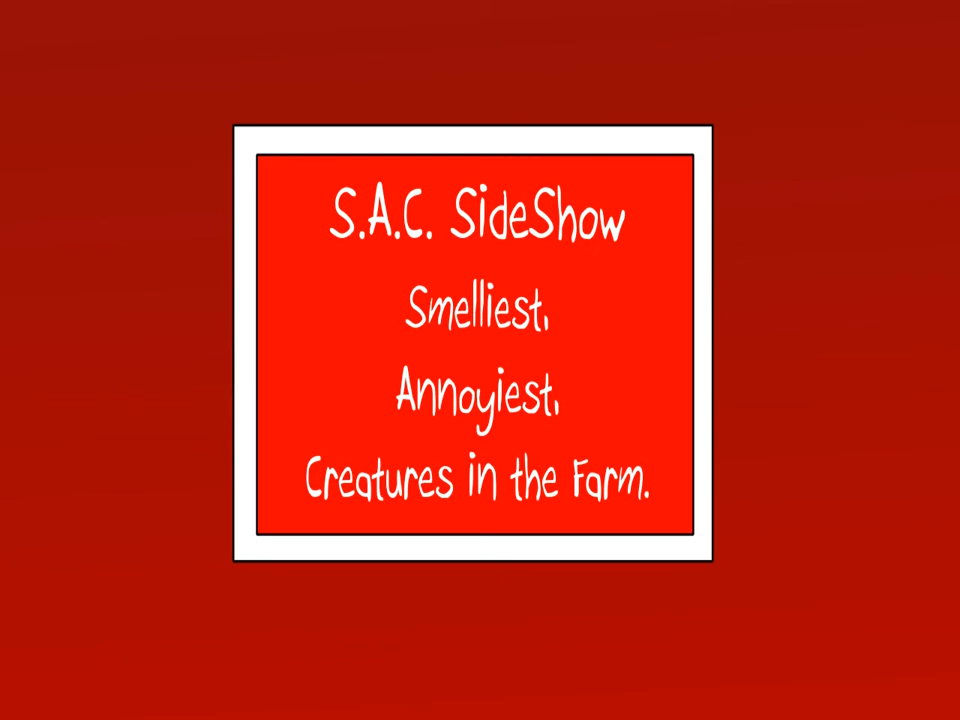 S.A.C. SideShow
Smelliest,
Annoyiest,
Creatures in the Farm.